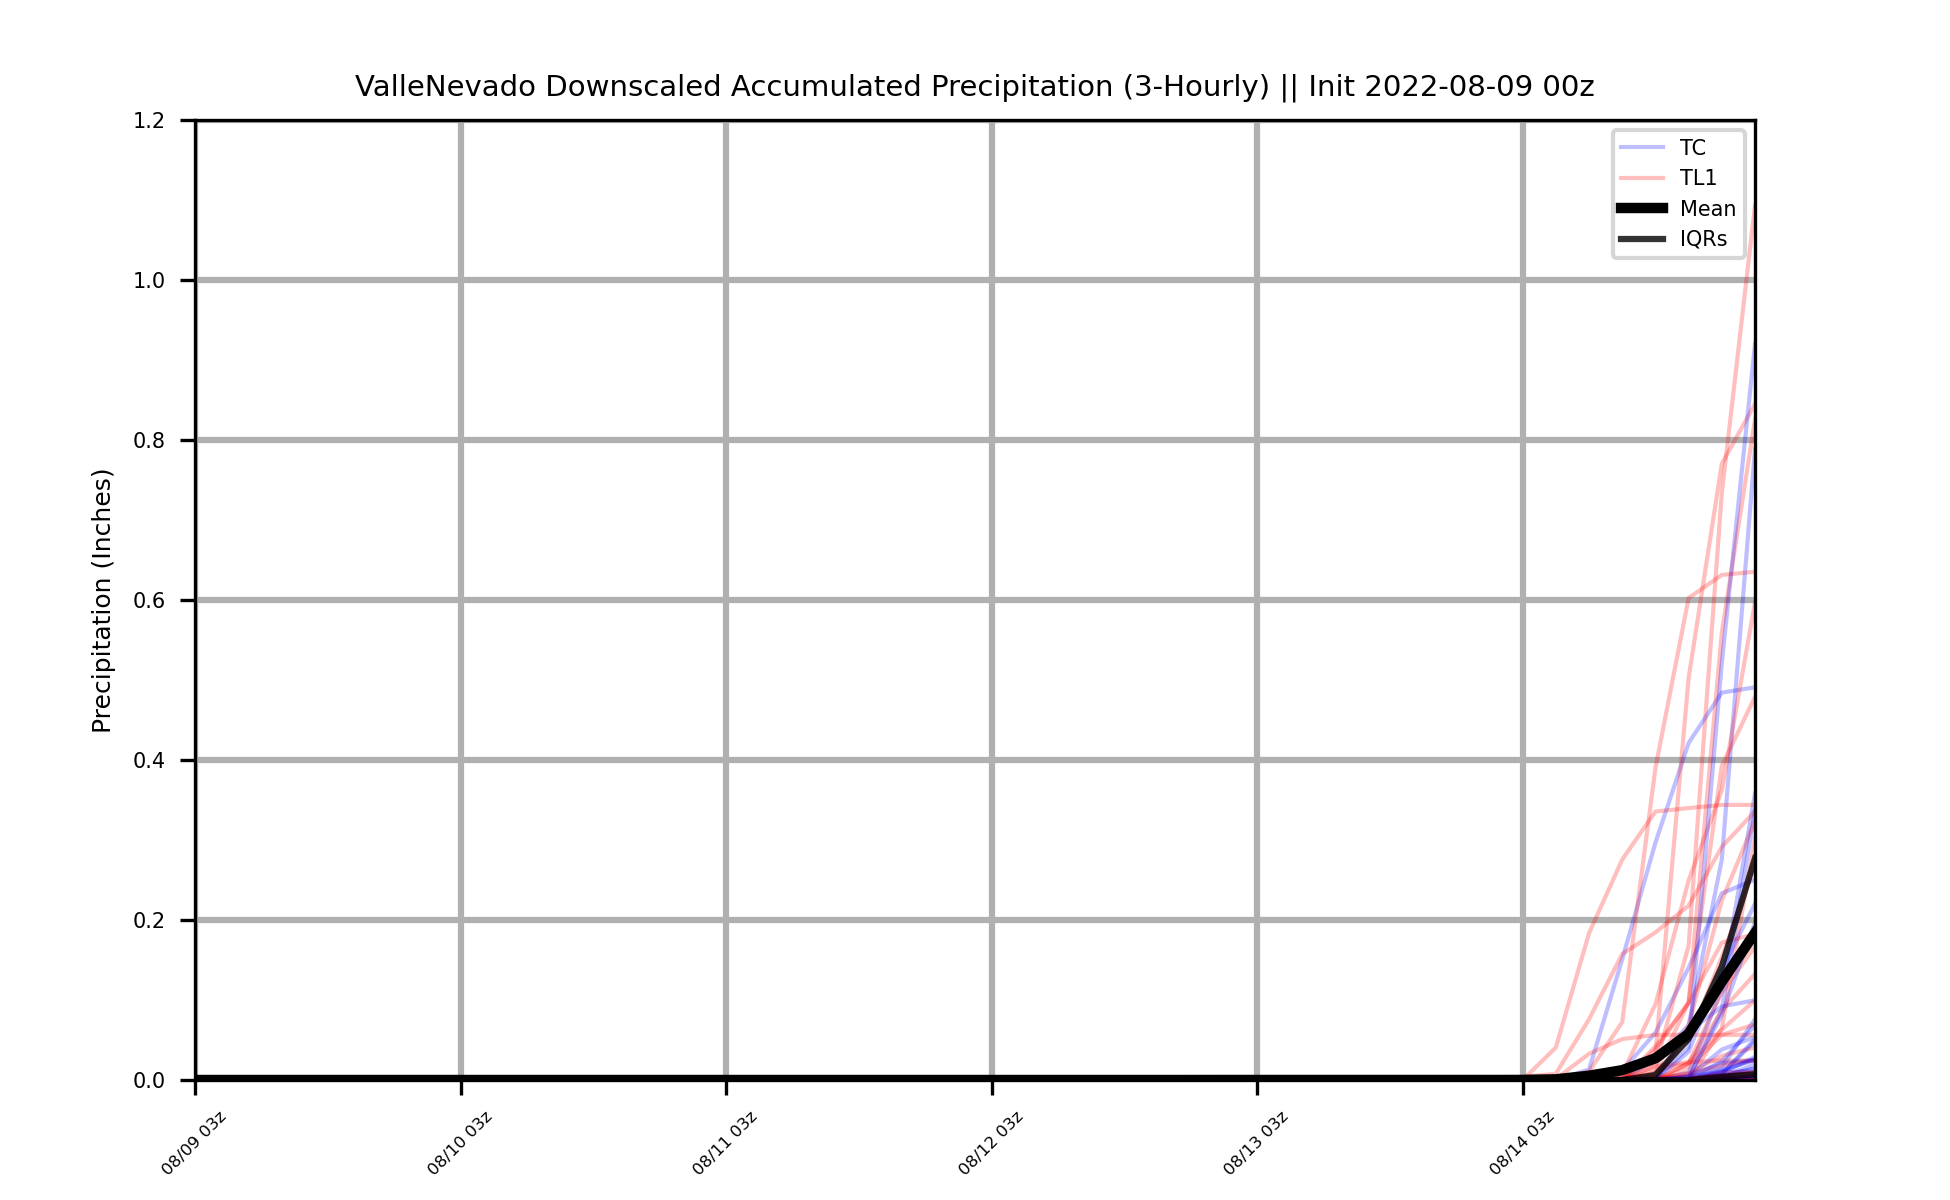 ValleNevado Downscaled Accumulated Precipitation (3-Hourly) || Init 2022-08-09 00z
1.2
1.0
0.8
0.6
0.4
0.2
0.0
Precipitation (Inches)
TC
TL1
Mean
IQRs
08/09 03z
08/10 03z
08/11 03z
08/12 03z
08/13 03z
08/14 03z